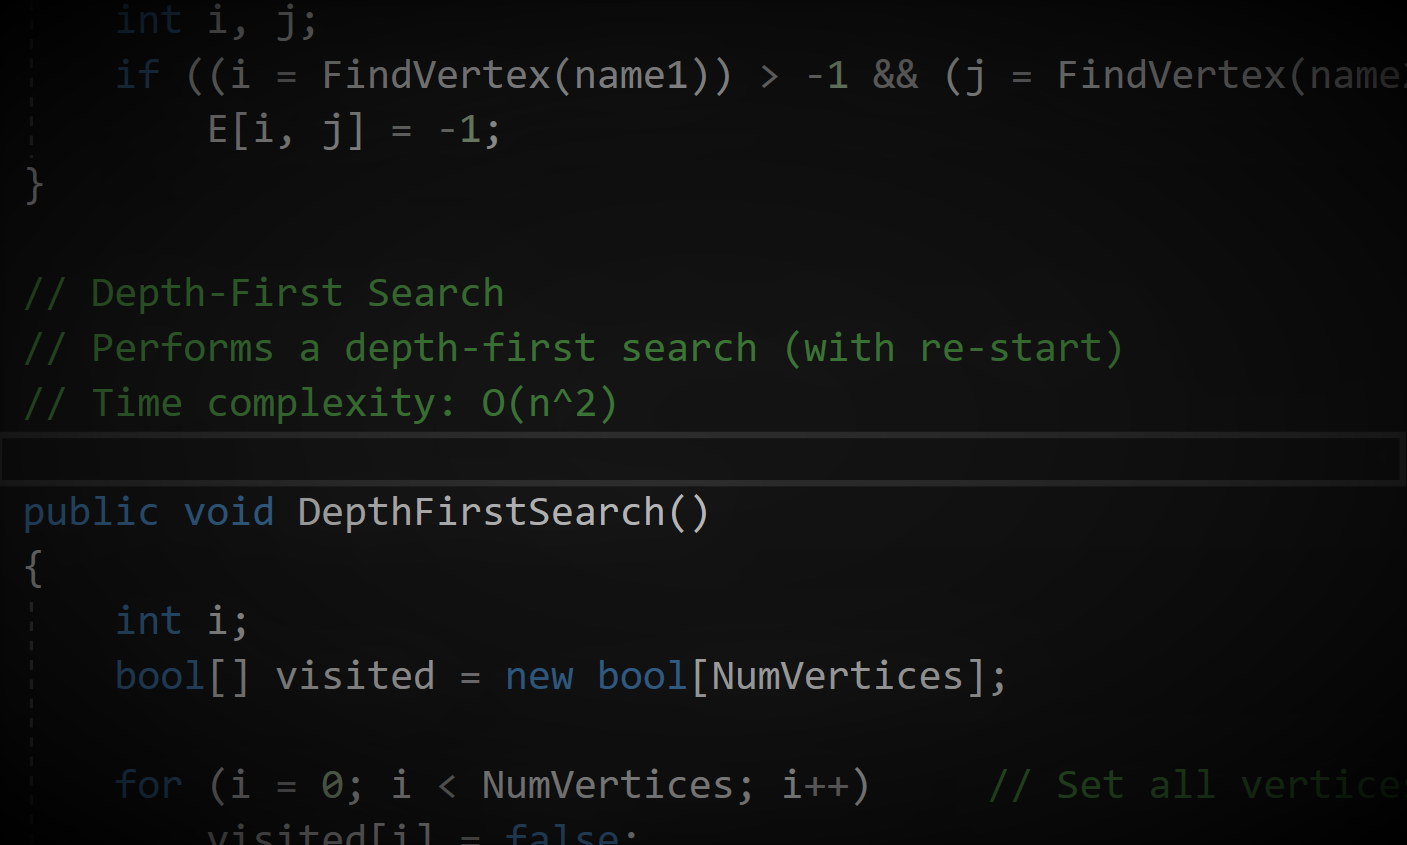 int i, j;
if ((i = FindVertex(name1)) > -1 && (j = FindVertex(name
E[i, j] = -1;
}
// Depth-First Search
// Performs a depth-first search (with re-start)
// Time complexity: O(n^2)
public void DepthFirstSearch()
{
int i;
bool[] visited = new bool[NumVertices];
for (i = 0; i < NumVertices; i++) // Set all vertice
visited[i] = false;